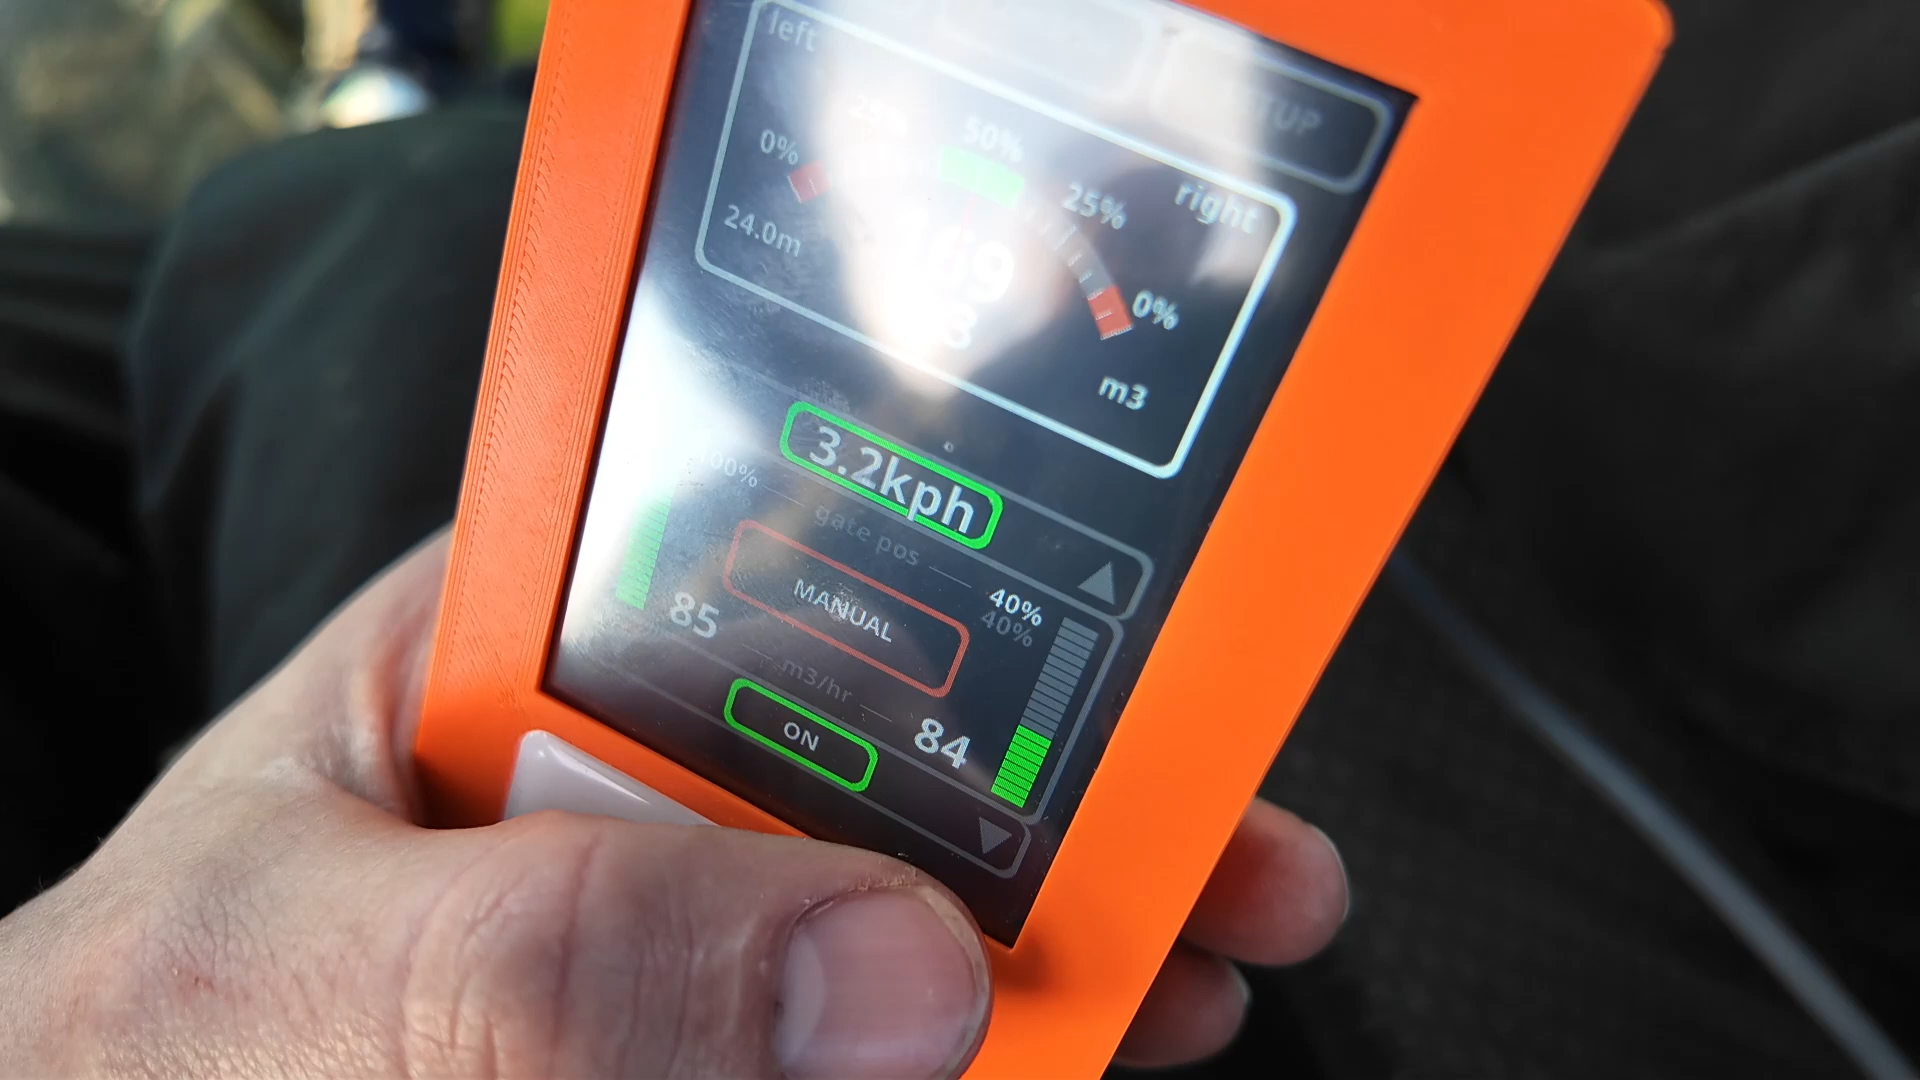 left
50%
0%
25%
right
24.0m
0%
m3
3.2kph
gate pos
40%
40%
MANUAL
85
m3/hr
84
ON